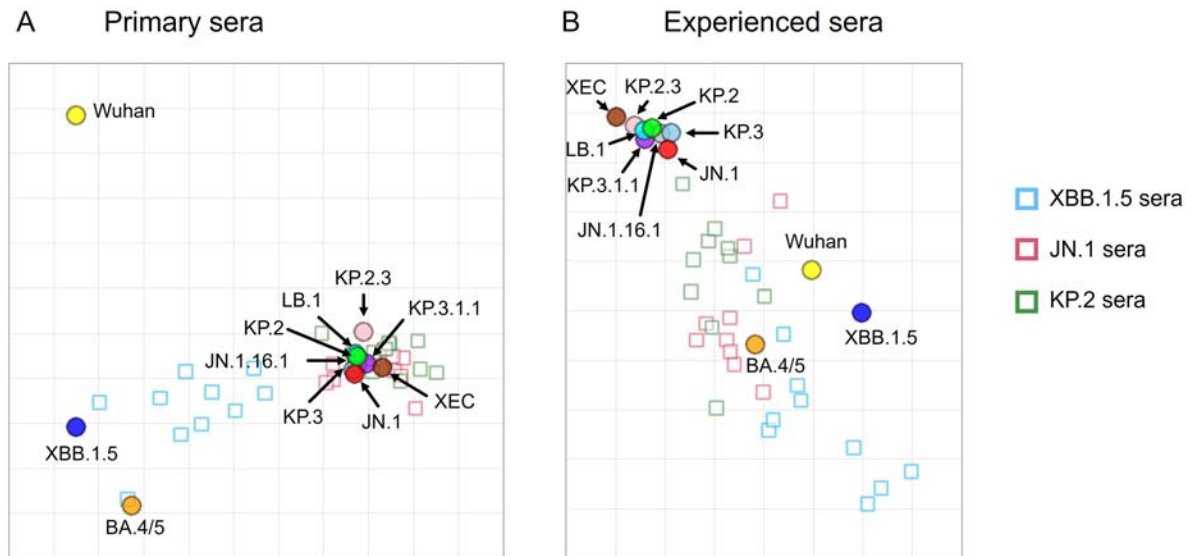 A Primary sera
Wuhan
KP.2.3
LB.1
KP.3.1.1
KP.2
JN.1.16.1
KP.3
JN.1
XEC
XBB.1.5
BA.4/5
B Experienced sera
XEC
KP.2.3
KP.2
KP.3
LB.1
JN.1
KP.3.1.1
JN.1.16.1
Wuhan
XBB.1.5
BA.4/5
XBB.1.5 sera
JN.1 sera
KP.2 sera